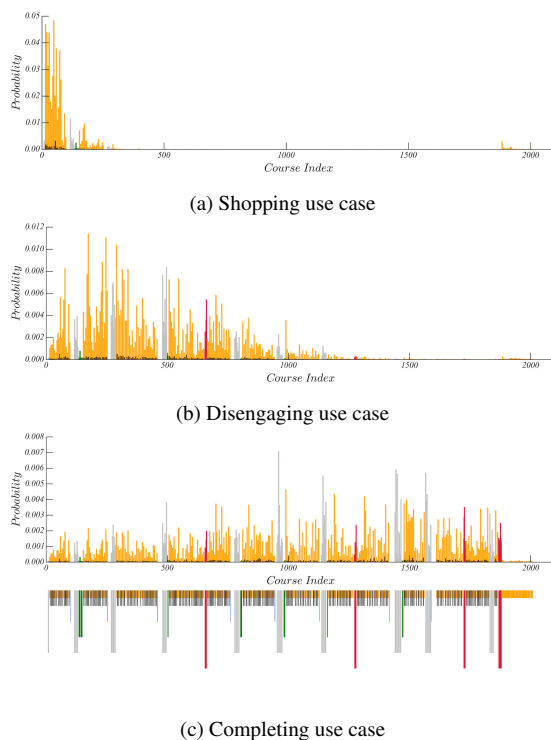 0.05
0.04
0.03
0.02
0.01
0.00
Probability
0 500 1000 1500 2000
Course Index
(a) Shopping use case
0.012
0.010
0.008
0.006
0.004
0.002
0.000
Probability
0 500 1000 1500 2000
Course Index
(b) Disengaging use case
0.008
0.007
0.006
0.005
0.004
0.003
0.002
0.001
0.000
Probability
0 500 1000 1500 2000
Course Index
(c) Completing use case